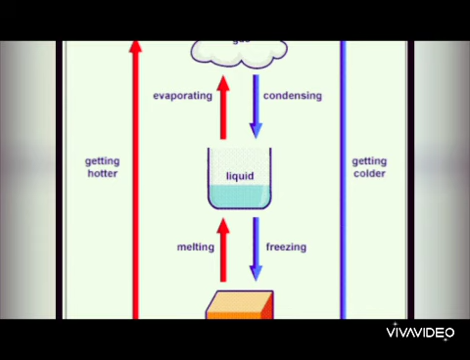 gas
evaporating
condensing
getting
hotter
liquid
getting
colder
melting
freezing
VIVAVIDEO